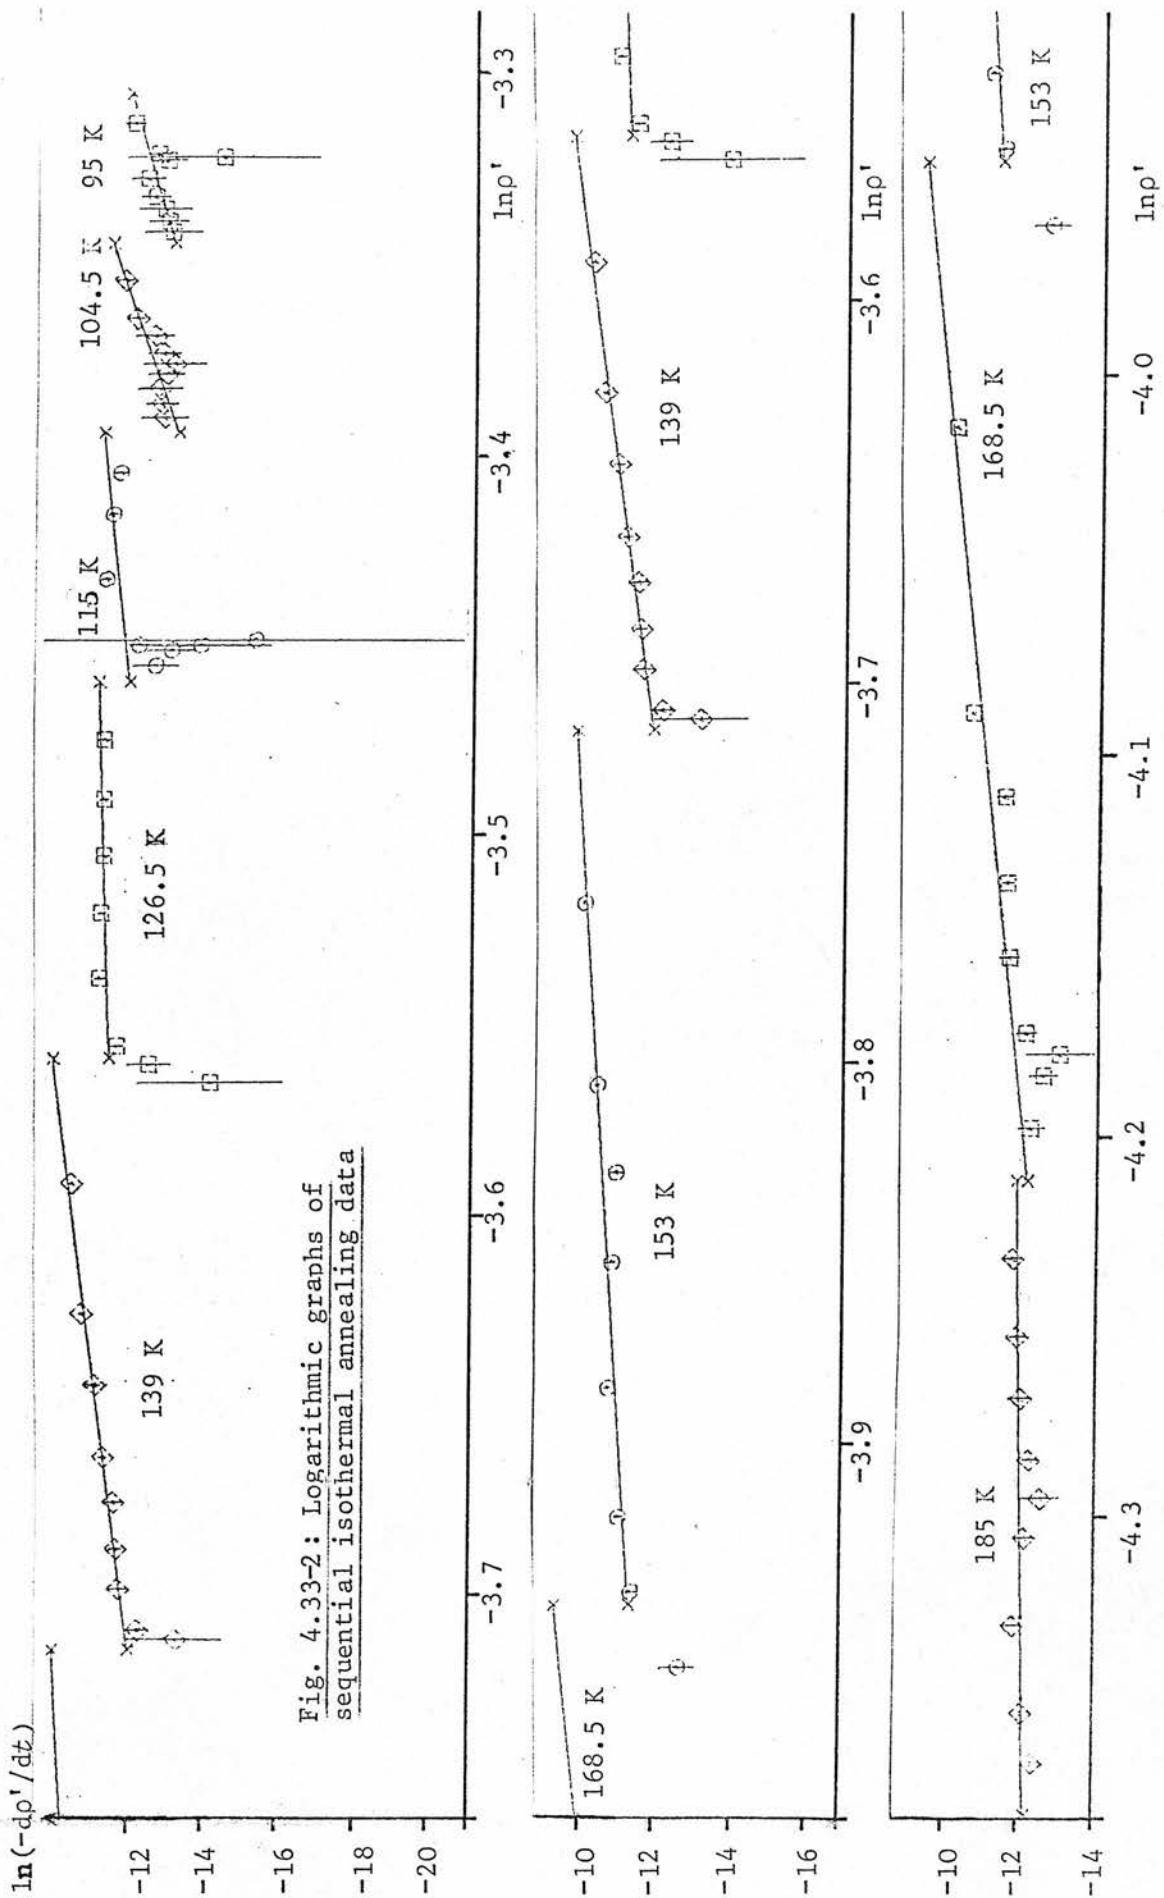 ln(-dρ'/dt)
-12
-14
-16
-18
-20
95 K
104.5 K
115 K
126.5 K
139 K
-3.3
lnρ'
-3.4
-3.5
-3.6
-3.7
Fig. 4.33-2: Logarithmic graphs of
sequential isothermal annealing data
-10
-12
-14
-16
139 K
153 K
168.5 K
lnρ'
-3.6
-3.7
-3.8
-3.9
-10
-12
-14
153 K
168.5 K
185 K
lnρ'
-4.0
-4.1
-4.2
-4.3